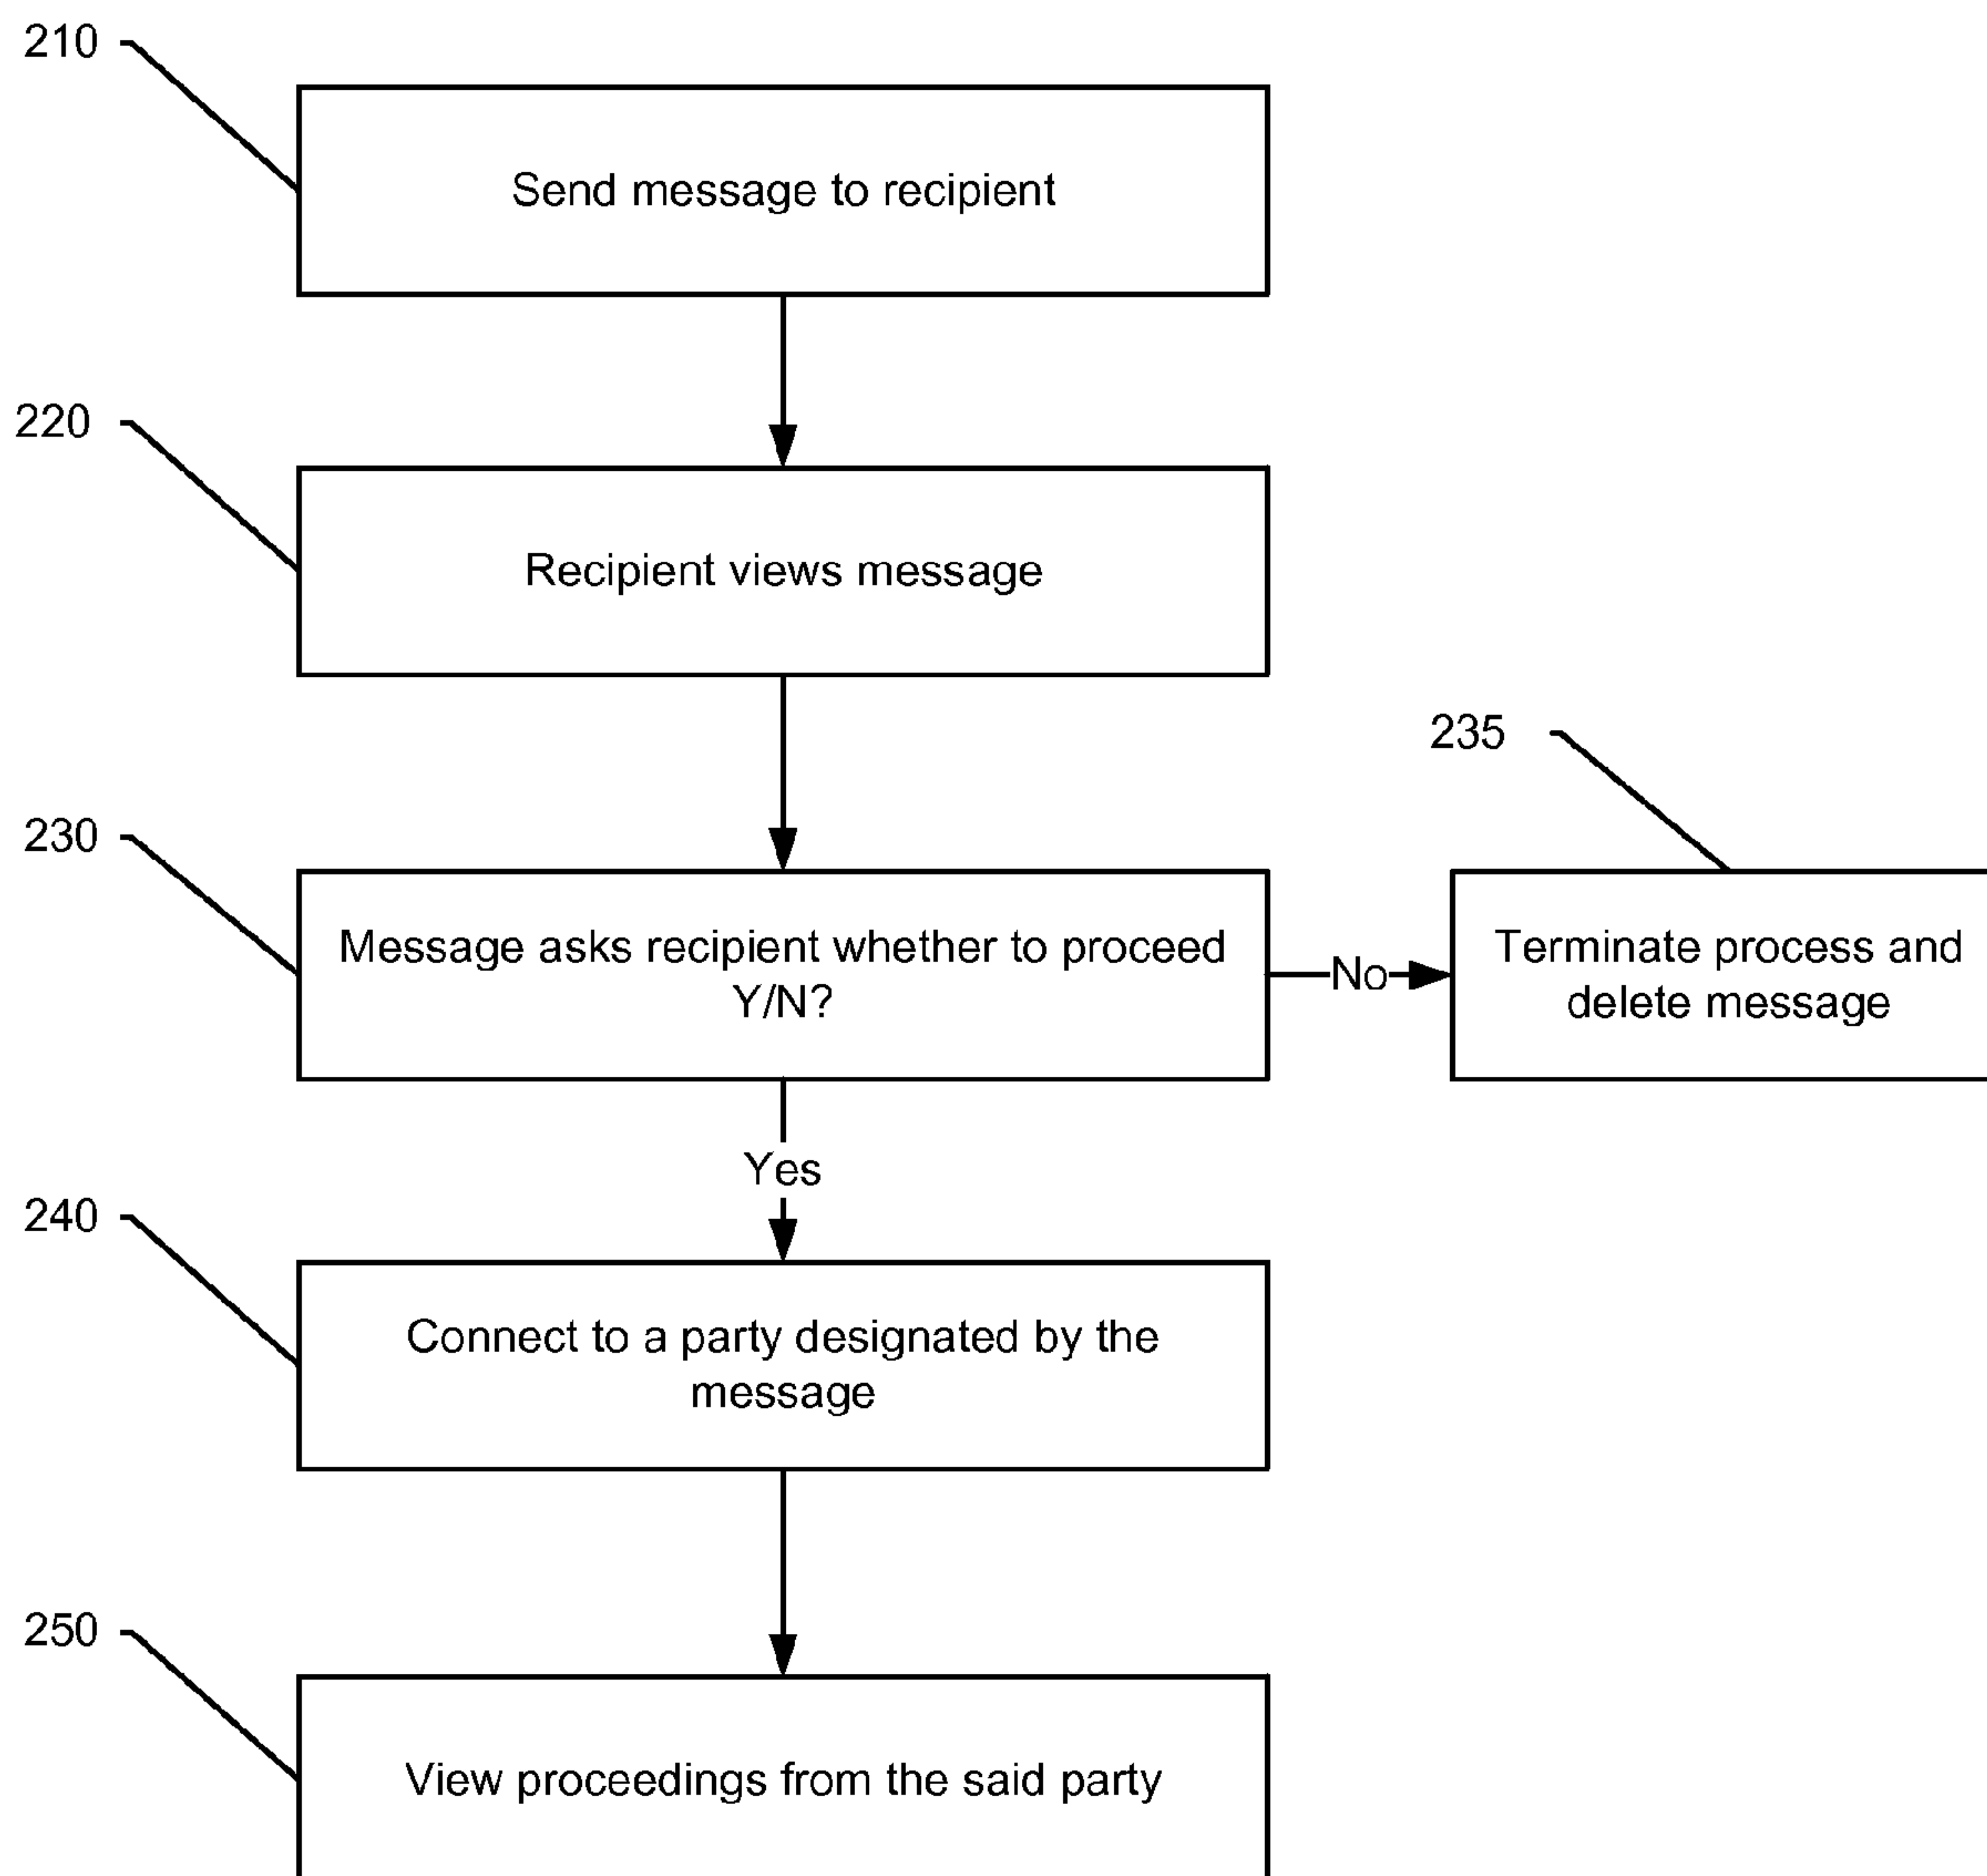 210
Send message to recipient
220
Recipient views message
235
230
Message asks recipient whether to proceed
Y/N?
No
Terminate process and
delete message
Yes
240
Connect to a party designated by the
message
250
View proceedings from the said party